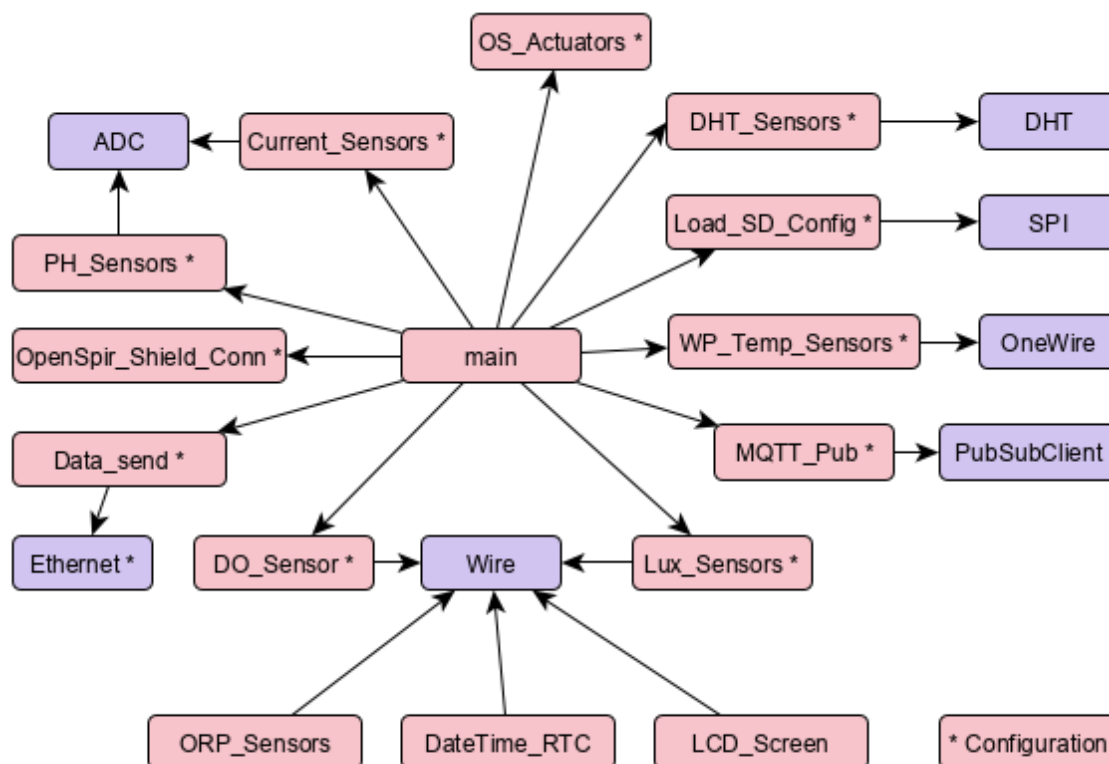 OS_Actuators *
ADC
Current_Sensors *
DHT_Sensors *
DHT
PH_Sensors *
Load_SD_Config *
SPI
OpenSpir_Shield_Conn *
main
WP_Temp_Sensors *
OneWire
Data_send *
MQTT_Pub *
PubSubClient
Ethernet *
DO_Sensor *
Wire
Lux_Sensors *
ORP_Sensors
DateTime_RTC
LCD_Screen
* Configuration